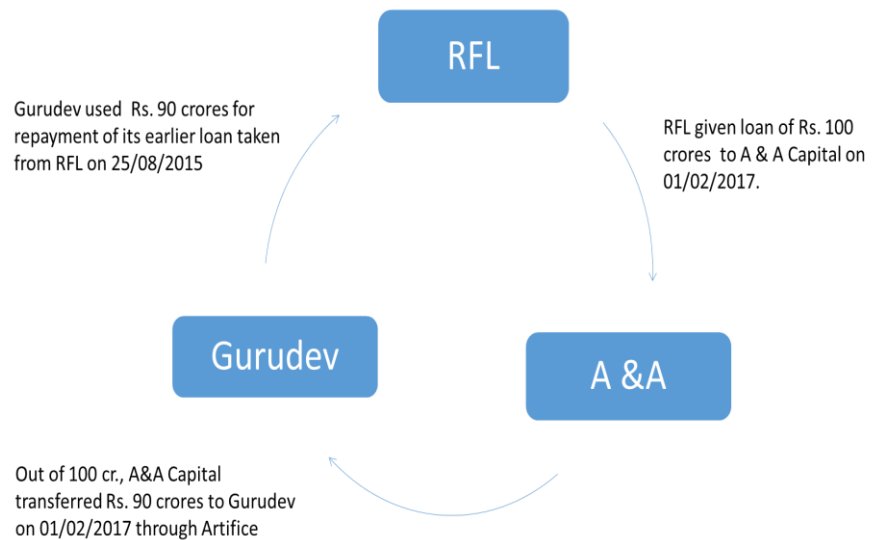 RFL
Gurudev used Rs. 90 crores for
repayment of its earlier loan taken
from RFL on 25/08/2015
RFL given loan of Rs. 100
crores to A & A Capital on
01/02/2017.
Gurudev
A &A
Out of 100 cr., A&A Capital
transferred Rs. 90 crores to Gurudev
on 01/02/2017 through Artifice